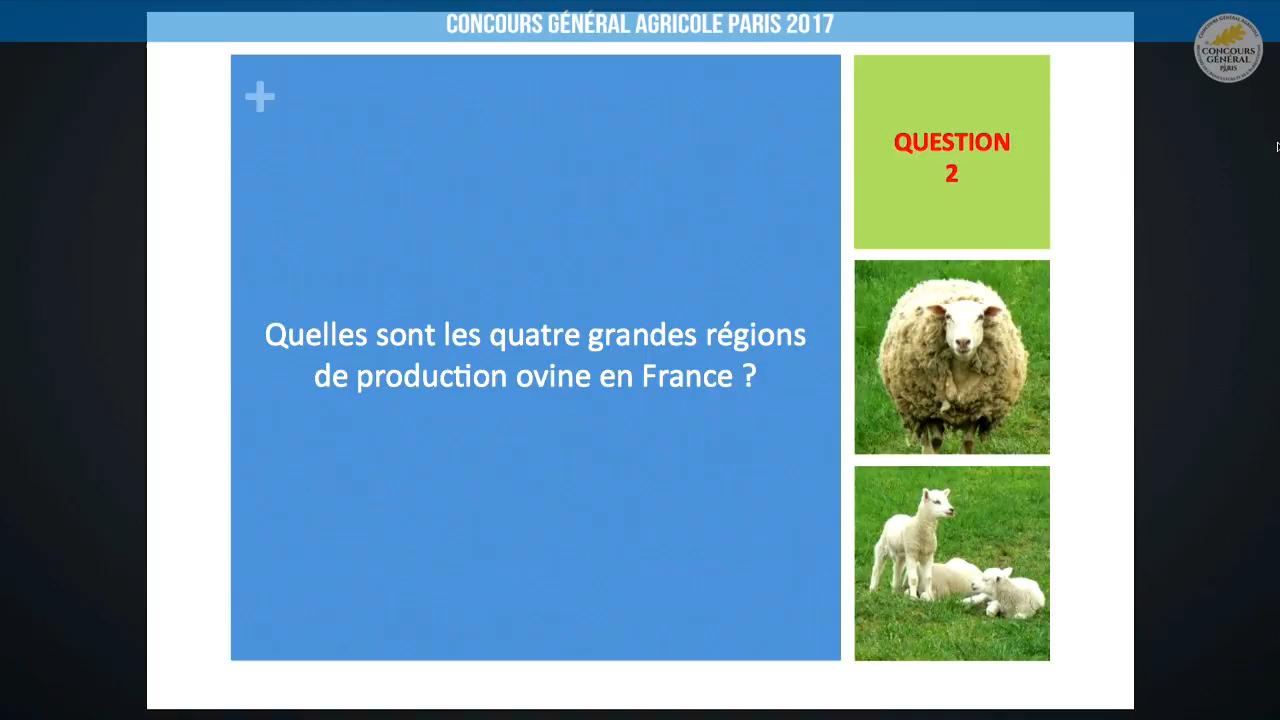 CONCOURS GÉNÉRAL AGRICOLE PARIS 2017
CONCOURS
GÉNÉRAL
PARIS
+
QUESTION
2
Quelles sont les quatre grandes régions
de production ovine en France ?